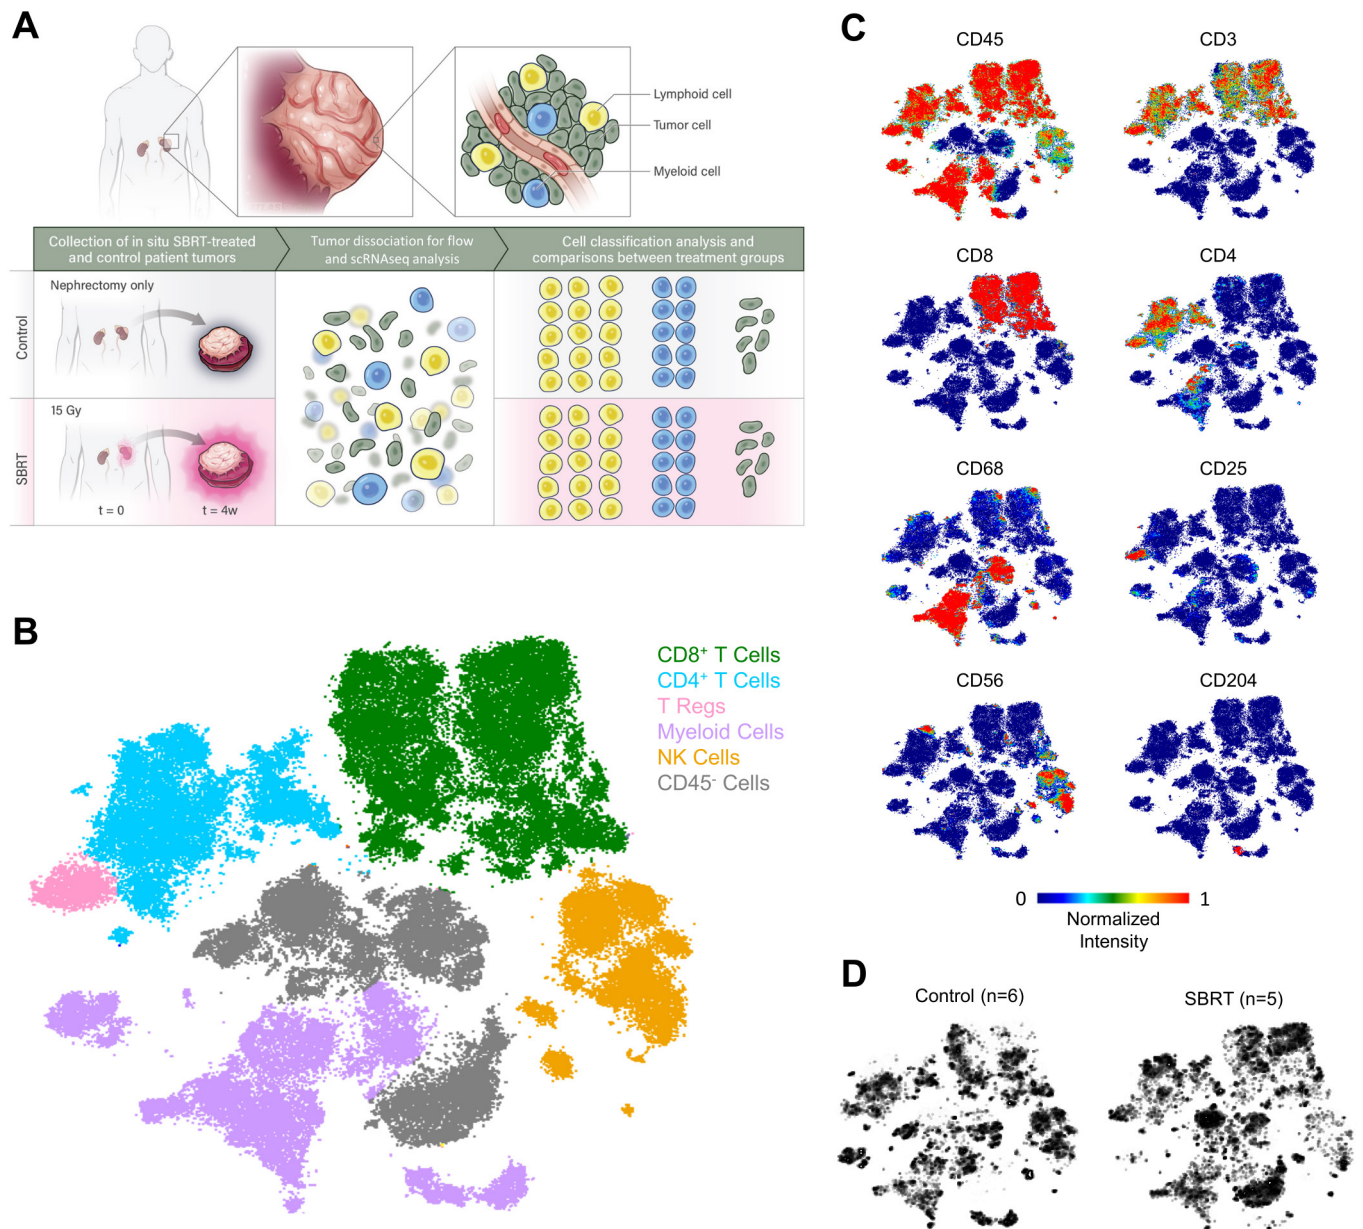 A
Lymphoid cell
Tumor cell
Myeloid cell
Collection of in situ SBRT-treated
and control patient tumors
Tumor dissociation for flow
and scRNAseq analysis
Cell classification analysis and
comparisons between treatment groups
Control
Nephrectomy only
SBRT
15 Gy
t = 0
t = 4w
B
CD8⁺ T Cells
CD4⁺ T Cells
T Regs
Myeloid Cells
NK Cells
CD45⁻ Cells
C
CD45
CD3
CD8
CD4
CD68
CD25
CD56
CD204
0
1
Normalized
Intensity
D
Control (n=6)
SBRT (n=5)